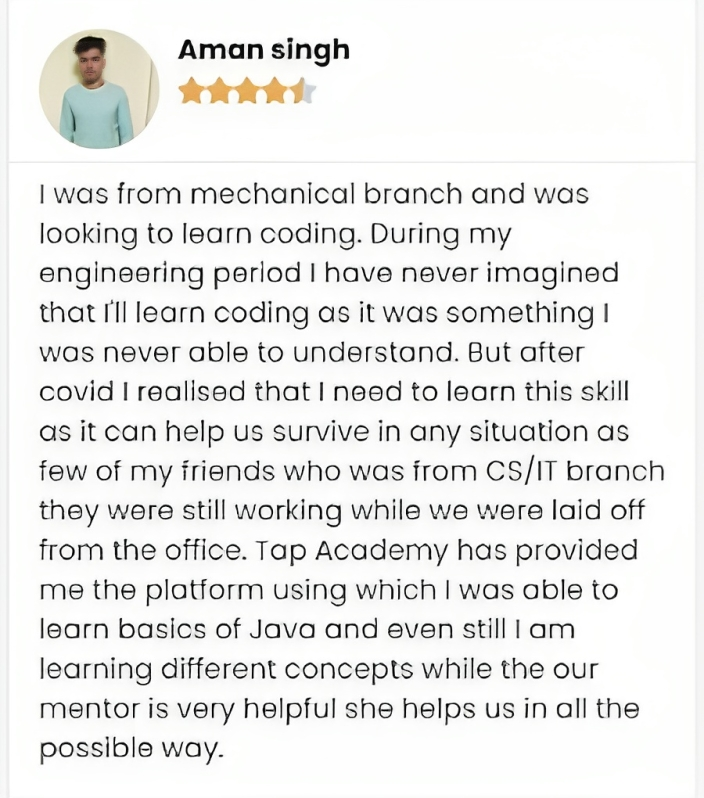 Aman singh
I was from mechanical branch and was
looking to learn coding. During my
engineering period I have never imagined
that I'll learn coding as it was something I
was never able to understand. But after
covid I realised that I need to learn this skill
as it can help us survive in any situation as
few of my friends who was from CS/IT branch
they were still working while we were laid off
from the office. Tap Academy has provided
me the platform using which I was able to
learn basics of Java and even still I am
learning different concepts while the our
mentor is very helpful she helps us in all the
possible way.